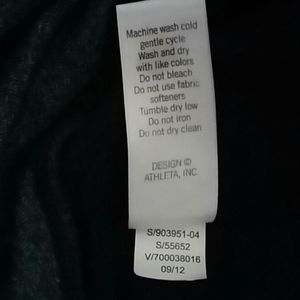 Machine wash cold
gentle cycle
Wash and dry
with like colors
Do not bleach
Do not use fabric
softeners
Tumble dry low
Do not iron
Do not dry clean
DESIGN ©
ATHLETA, INC.
S/903951-04
S/55652
V/700038016
09/12